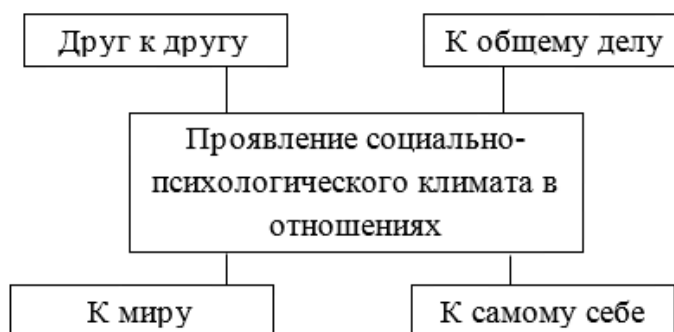 Друг к другу
К общему делу
Проявление социально-
психологического климата в
отношениях
К миру
К самому себе